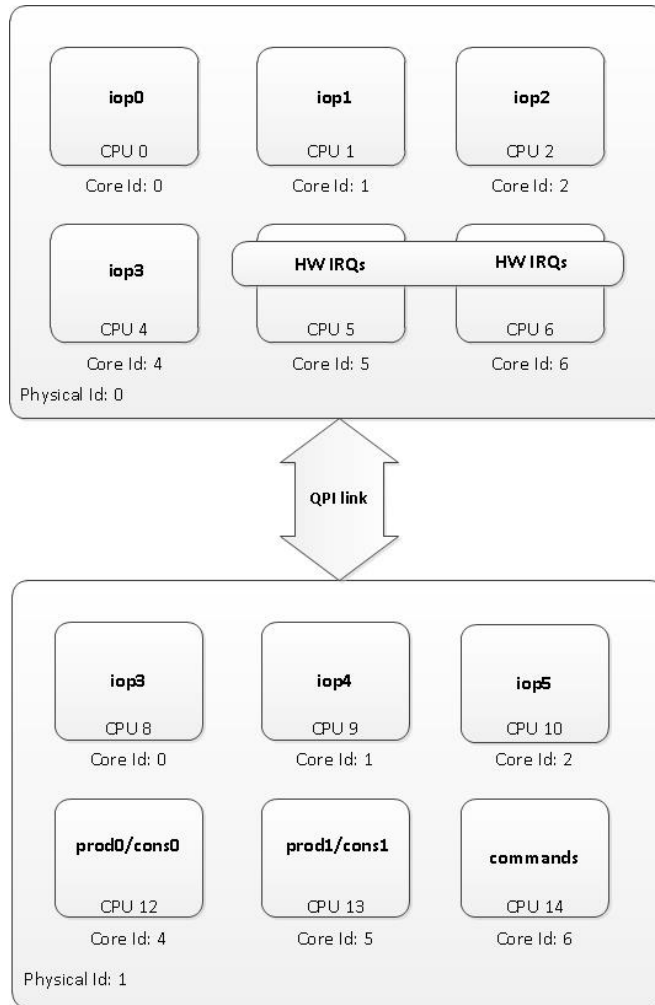 iop0 iop1 iop2
CPU 0 CPU 1 CPU 2
Core Id: 0 Core Id: 1 Core Id: 2
iop3 HW IRQs HW IRQs
CPU 4 CPU 5 CPU 6
Core Id: 4 Core Id: 5 Core Id: 6
Physical Id: 0
QPI link
iop3 iop4 iop5
CPU 8 CPU 9 CPU 10
Core Id: 0 Core Id: 1 Core Id: 2
prod0/cons0 prod1/cons1 commands
CPU 12 CPU 13 CPU 14
Core Id: 4 Core Id: 5 Core Id: 6
Physical Id: 1